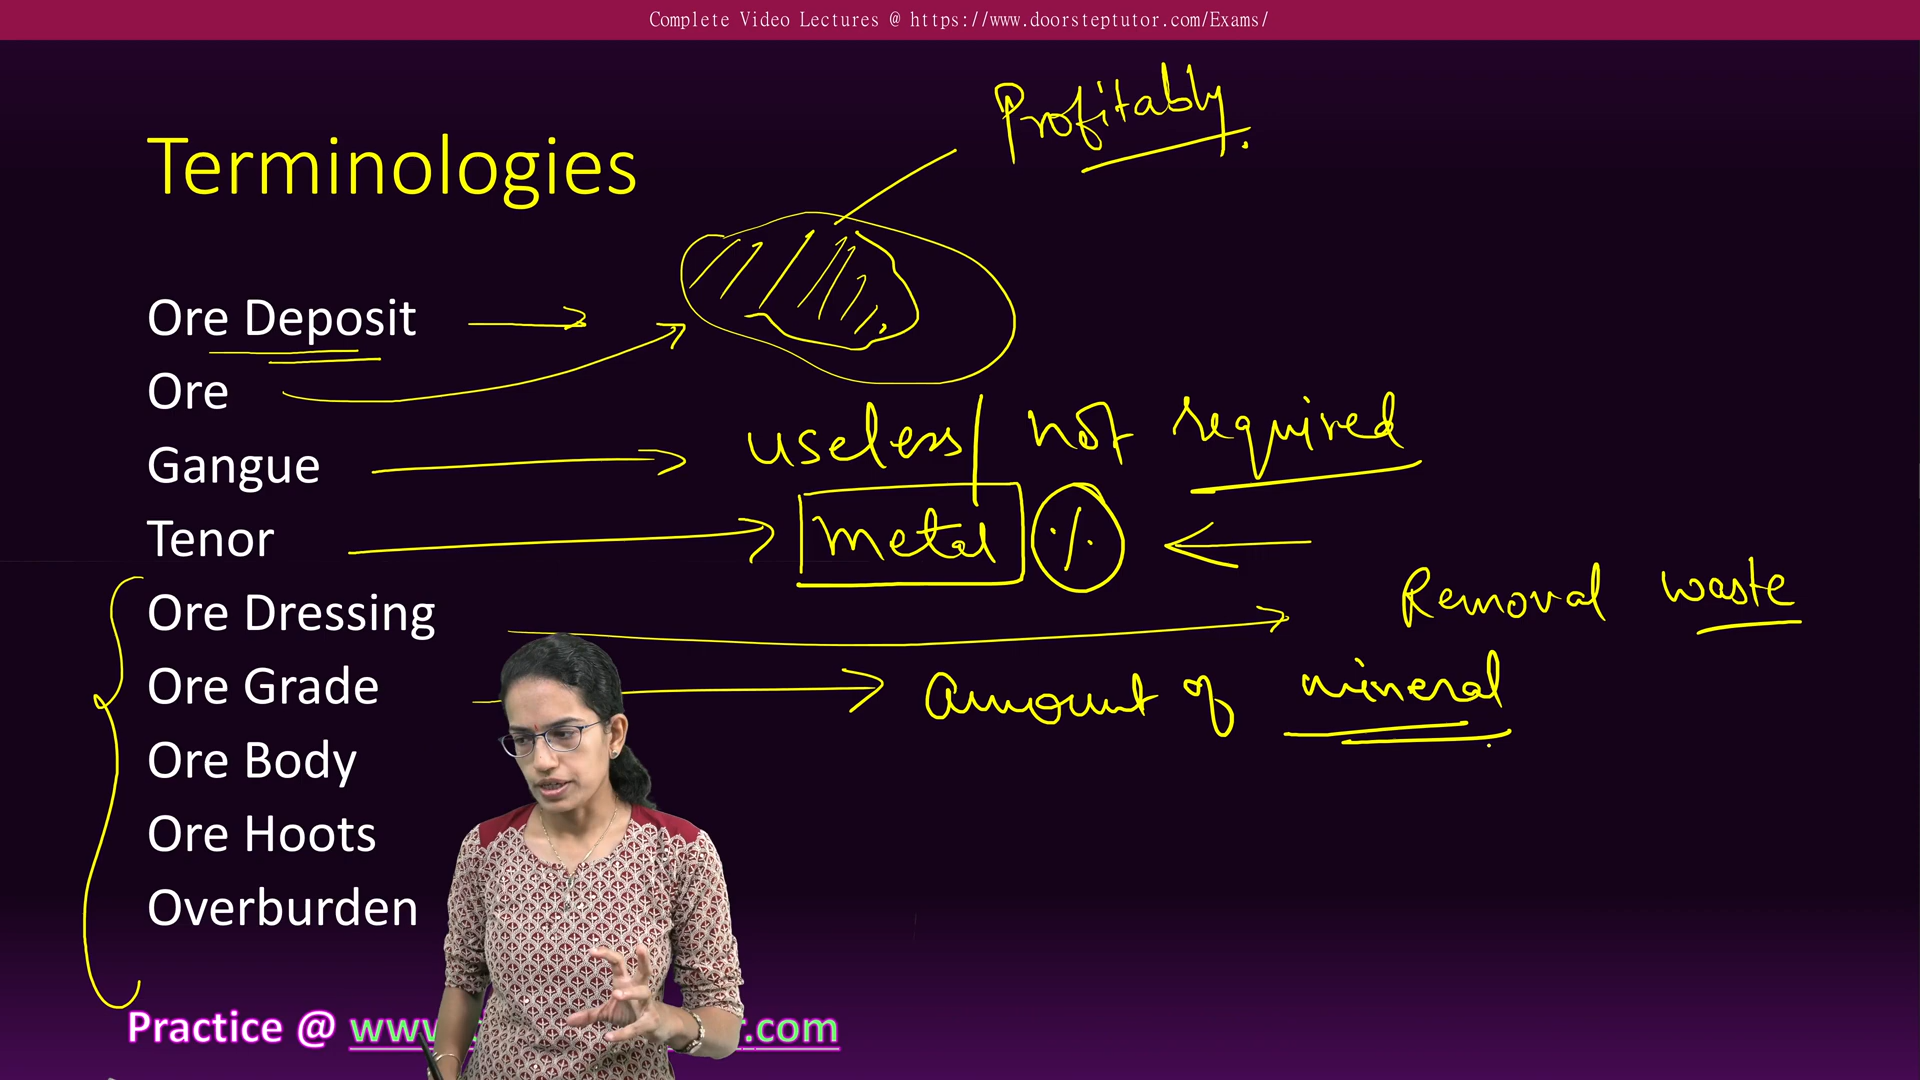 Complete Video Lectures @ https://www.doorsteptutor.com/Exams/
Profitably.
Terminologies
Ore Deposit
Ore
Gangue useless/ not required
Tenor metal %
Ore Dressing Removal waste
Ore Grade amount of mineral
Ore Body
Ore Hoots
Overburden
Practice @ www r.com